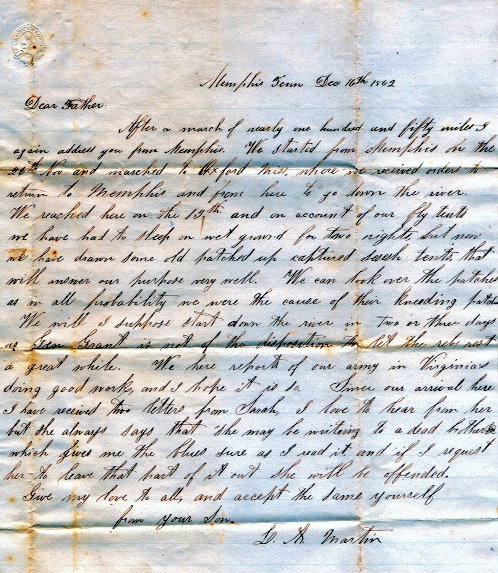 Memphis Tenn Dec 16th 1862
Dear Father.
After a march of nearly one hundred and fifty miles I
again address you from Memphis. We started from Memphis on the
26th Nov and marched to Oxford Miss, where we received orders to
return to Memphis and from here to go down the river
We reached here on the 13th and on account of our fly tents
we have had to sleep on wet ground for two nights, but now
we have drawn some old patched up captured secesh tents that
will answer our purpose very well. We can look over the patches
as in all probability we were the cause of their kneeding patches
We will I suppose start down the river in two or three days
as Gen Grant is not of the disposition to let the rebs rest
a great while. We here reports of our army in Virginia
doing good work, and I hope it is so. Since our arrival here
I have received two letters from Sarah, I love to hear from her
but she always says that she may be writeing to a dead brother
which gives me the blues sure as I read it and if I request
her to leave that part of it out she will be offended.
Give my love to all, and accept the same yourself
from your Son.
L. A. Martin